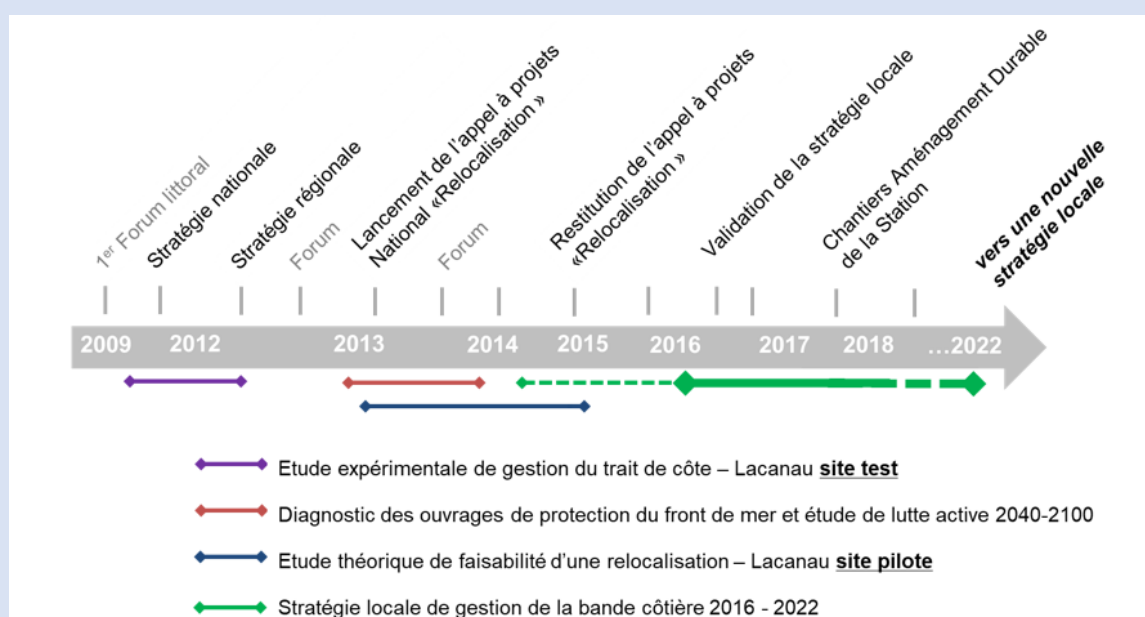 1er Forum littoral
Stratégie nationale
Stratégie régionale
Forum
Lancement de l'appel à projets
National «Relocalisation »
Forum
Restitution de l'appel à projets
«Relocalisation »
Validation de la stratégie locale
Chantiers Aménagement Durable
de la Station
vers une nouvelle
stratégie locale
2009 2012 2013 2014 2015 2016 2017 2018 ...2022
Etude expérimentale de gestion du trait de côte – Lacanau site test
Diagnostic des ouvrages de protection du front de mer et étude de lutte active 2040-2100
Etude théorique de faisabilité d'une relocalisation – Lacanau site pilote
Stratégie locale de gestion de la bande côtière 2016 - 2022